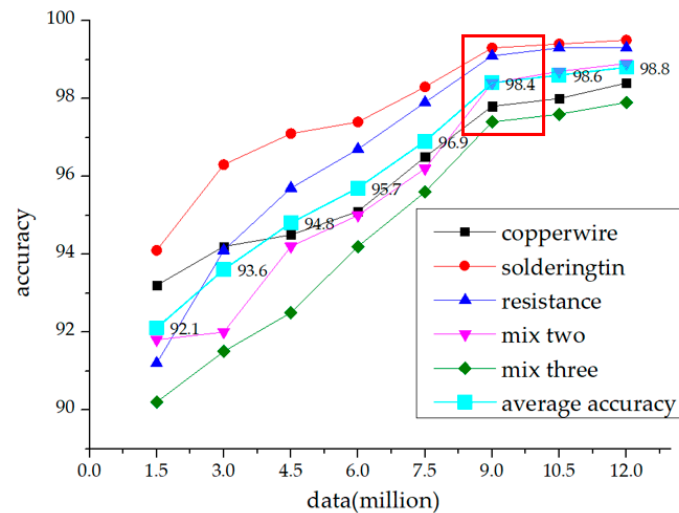 100
98
96
94
92
90
accuracy
92.1
93.6
94.8
95.7
96.9
98.4
98.6
98.8
copperwire
solderingtin
resistance
mix two
mix three
average accuracy
0.0 1.5 3.0 4.5 6.0 7.5 9.0 10.5 12.0
data(million)